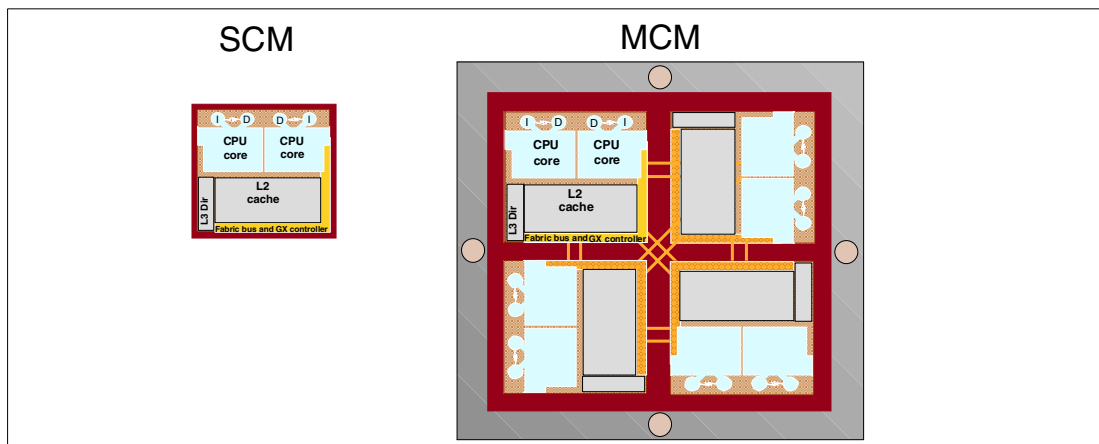 SCM
MCM
I D D I
CPU CPU
core core
L2
cache
L3 Dir
Fabric bus and GX controller
I D D I
CPU CPU
core core
L2
cache
L3 Dir
Fabric bus and GX controller